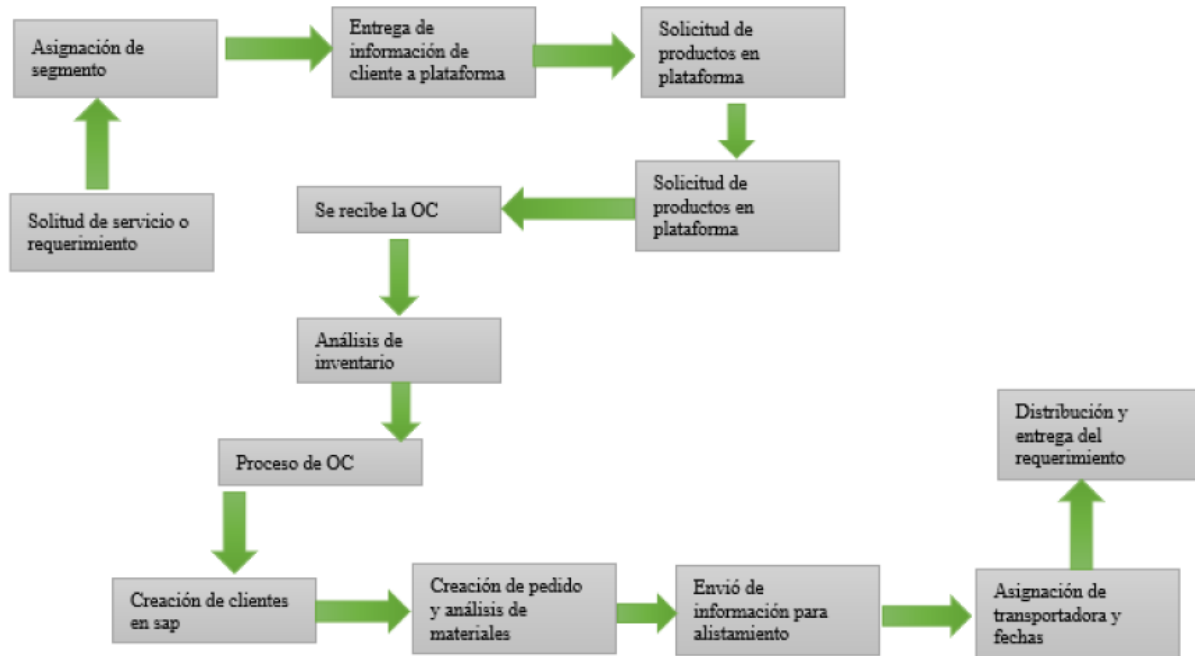 Solitud de servicio o
requerimiento
Asignación de
segmento
Entrega de
información de
cliente a plataforma
Solicitud de
productos en
plataforma
Solicitud de
productos en
plataforma
Se recibe la OC
Análisis de
inventario
Proceso de OC
Creación de clientes
en sap
Creación de pedido
y análisis de
materiales
Envió de
información para
alistamiento
Asignación de
transportadora y
fechas
Distribución y
entrega del
requerimiento